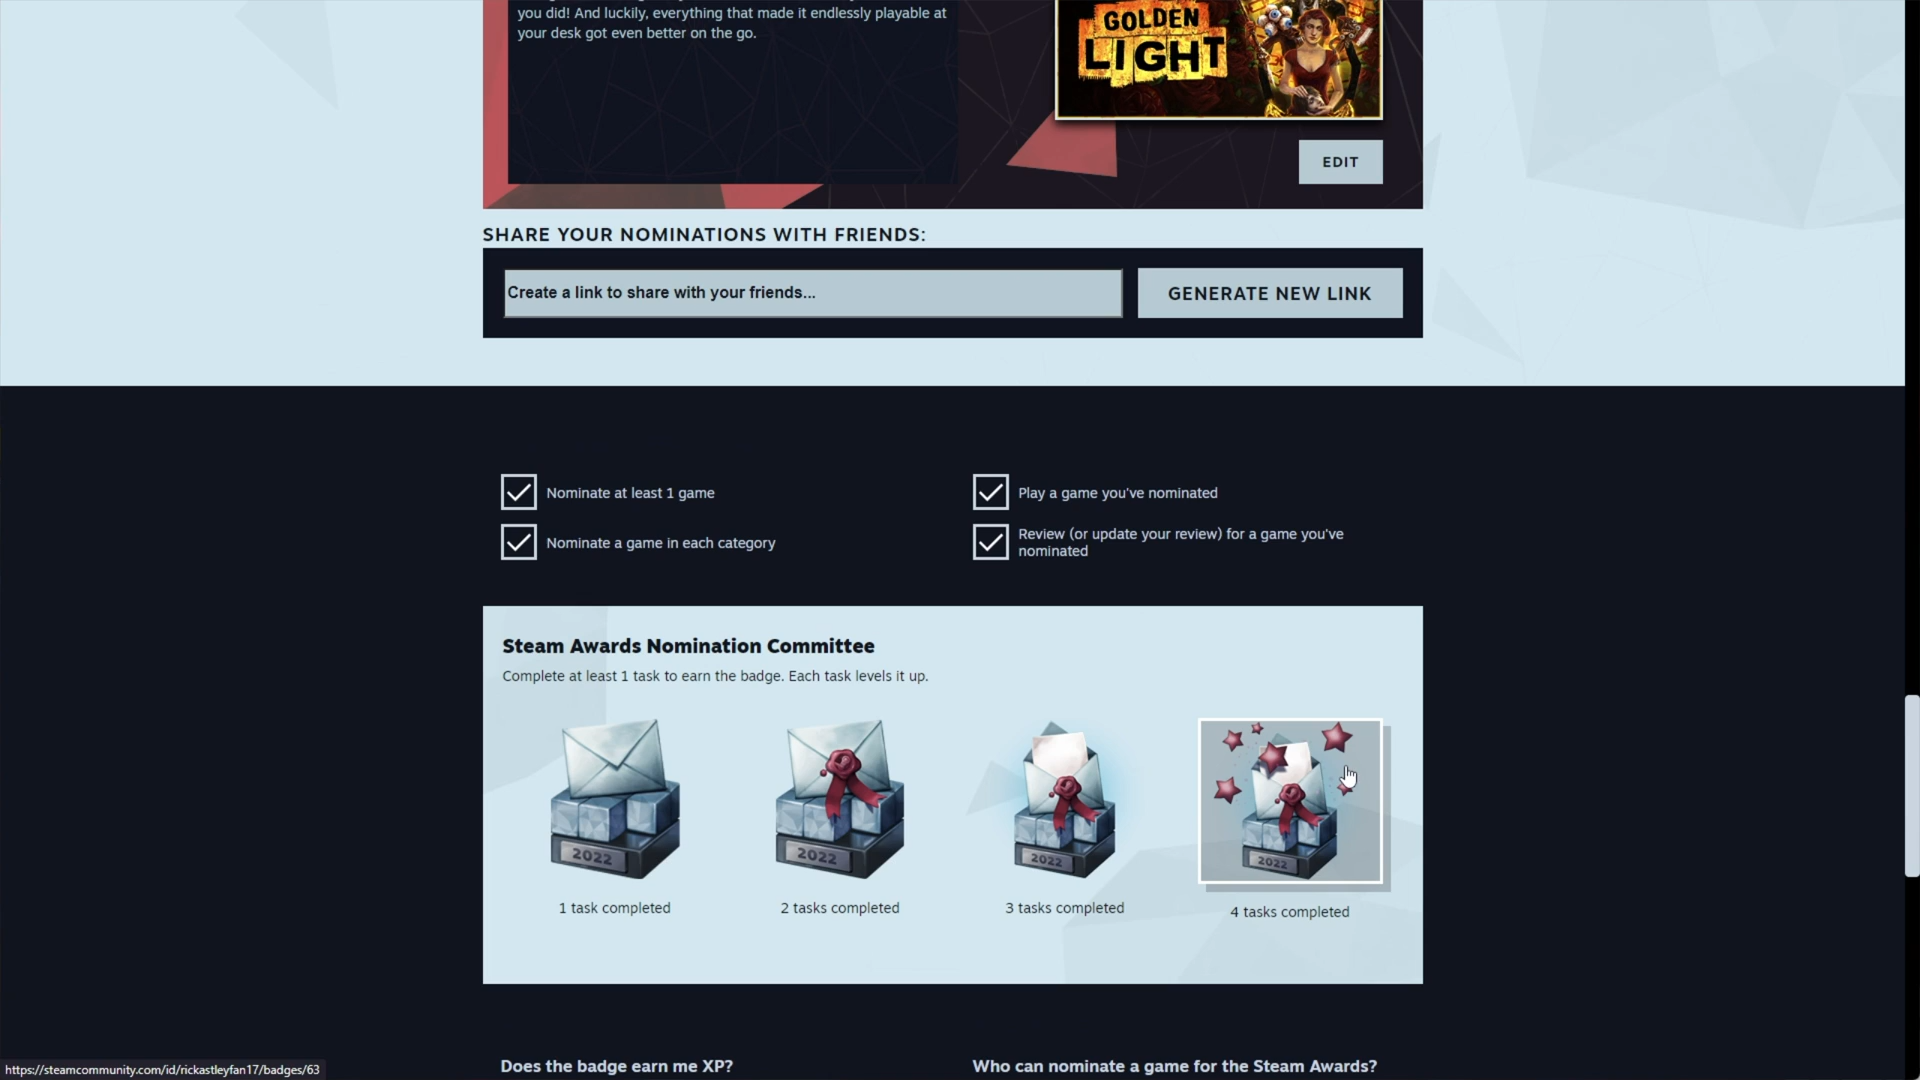 you did! And luckily, everything that made it endlessly playable at
your desk got even better on the go.
GOLDEN
LIGHT
EDIT
SHARE YOUR NOMINATIONS WITH FRIENDS:
Create a link to share with your friends...
GENERATE NEW LINK
Nominate at least 1 game
Play a game you've nominated
Nominate a game in each category
Review (or update your review) for a game you've
nominated
Steam Awards Nomination Committee
Complete at least 1 task to earn the badge. Each task levels it up.
2022
2022
2022
2022
1 task completed
2 tasks completed
3 tasks completed
4 tasks completed
Does the badge earn me XP?
Who can nominate a game for the Steam Awards?
https://steamcommunity.com/id/rickastleyfan17/badges/63